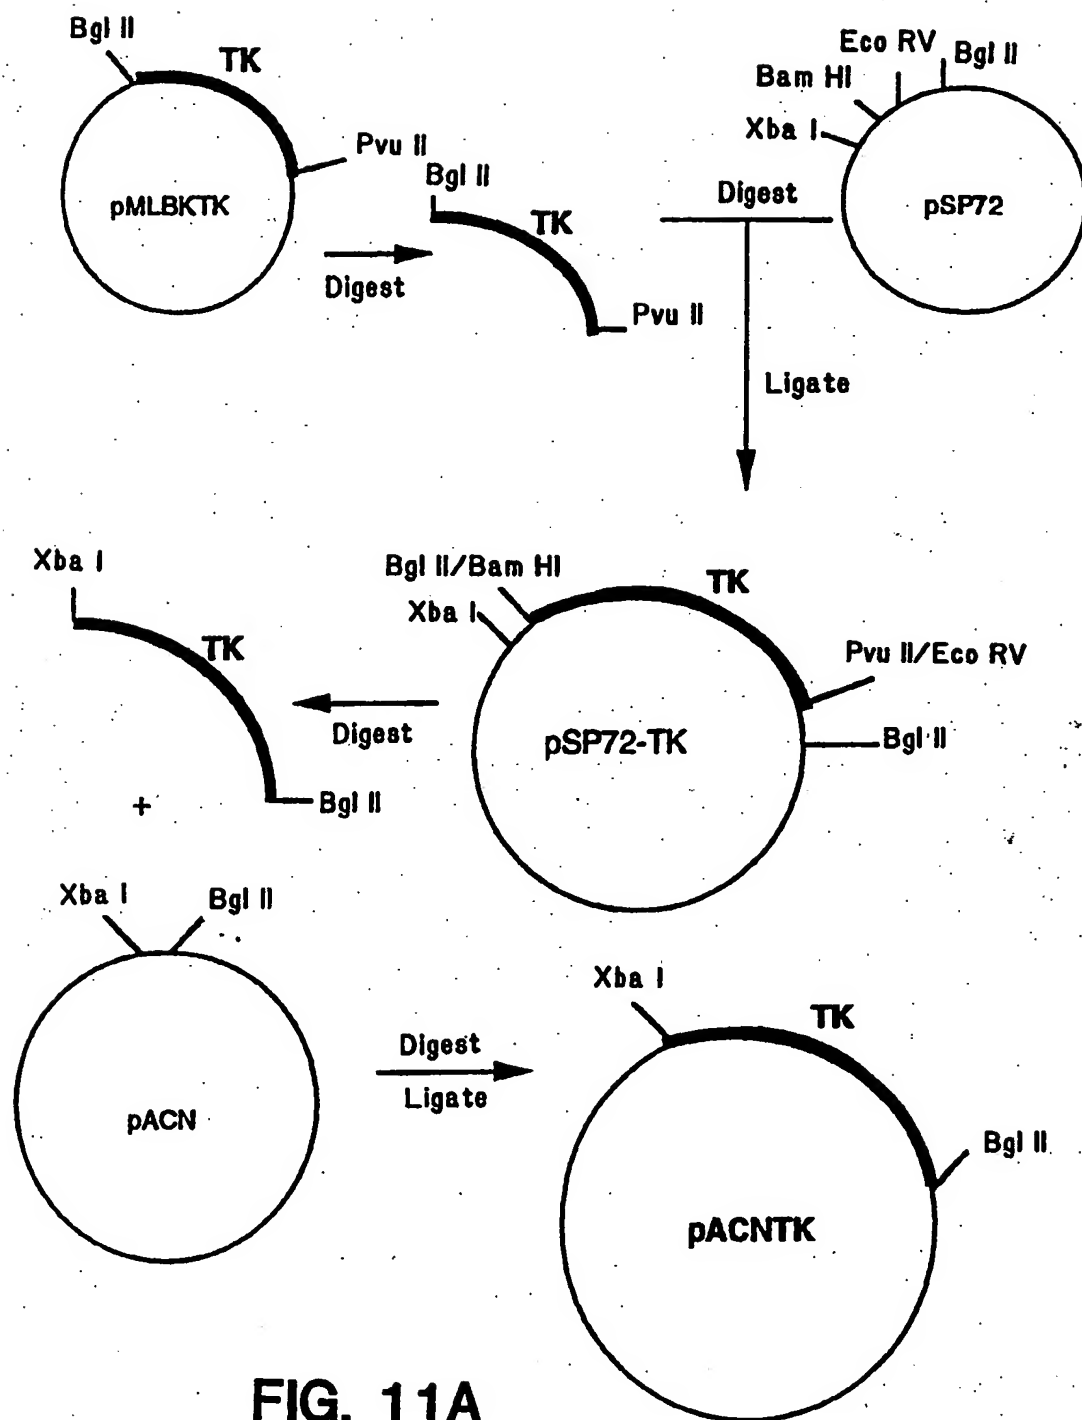 Bgl II
TK
Pvu II
pMLBKTK
Digest
Bgl II
TK
Pvu II
Eco RV
Bgl II
Bam HI
Xba I
pSP72
Digest
Ligate
Xba I
TK
Bgl II
Digest
Bgl II/Bam HI
Xba I
TK
Pvu II/Eco RV
Bgl II
pSP72-TK
+
Xba I
Bgl II
pACN
Digest
Ligate
Xba I
TK
Bgl II
pACNTK
FIG. 11A